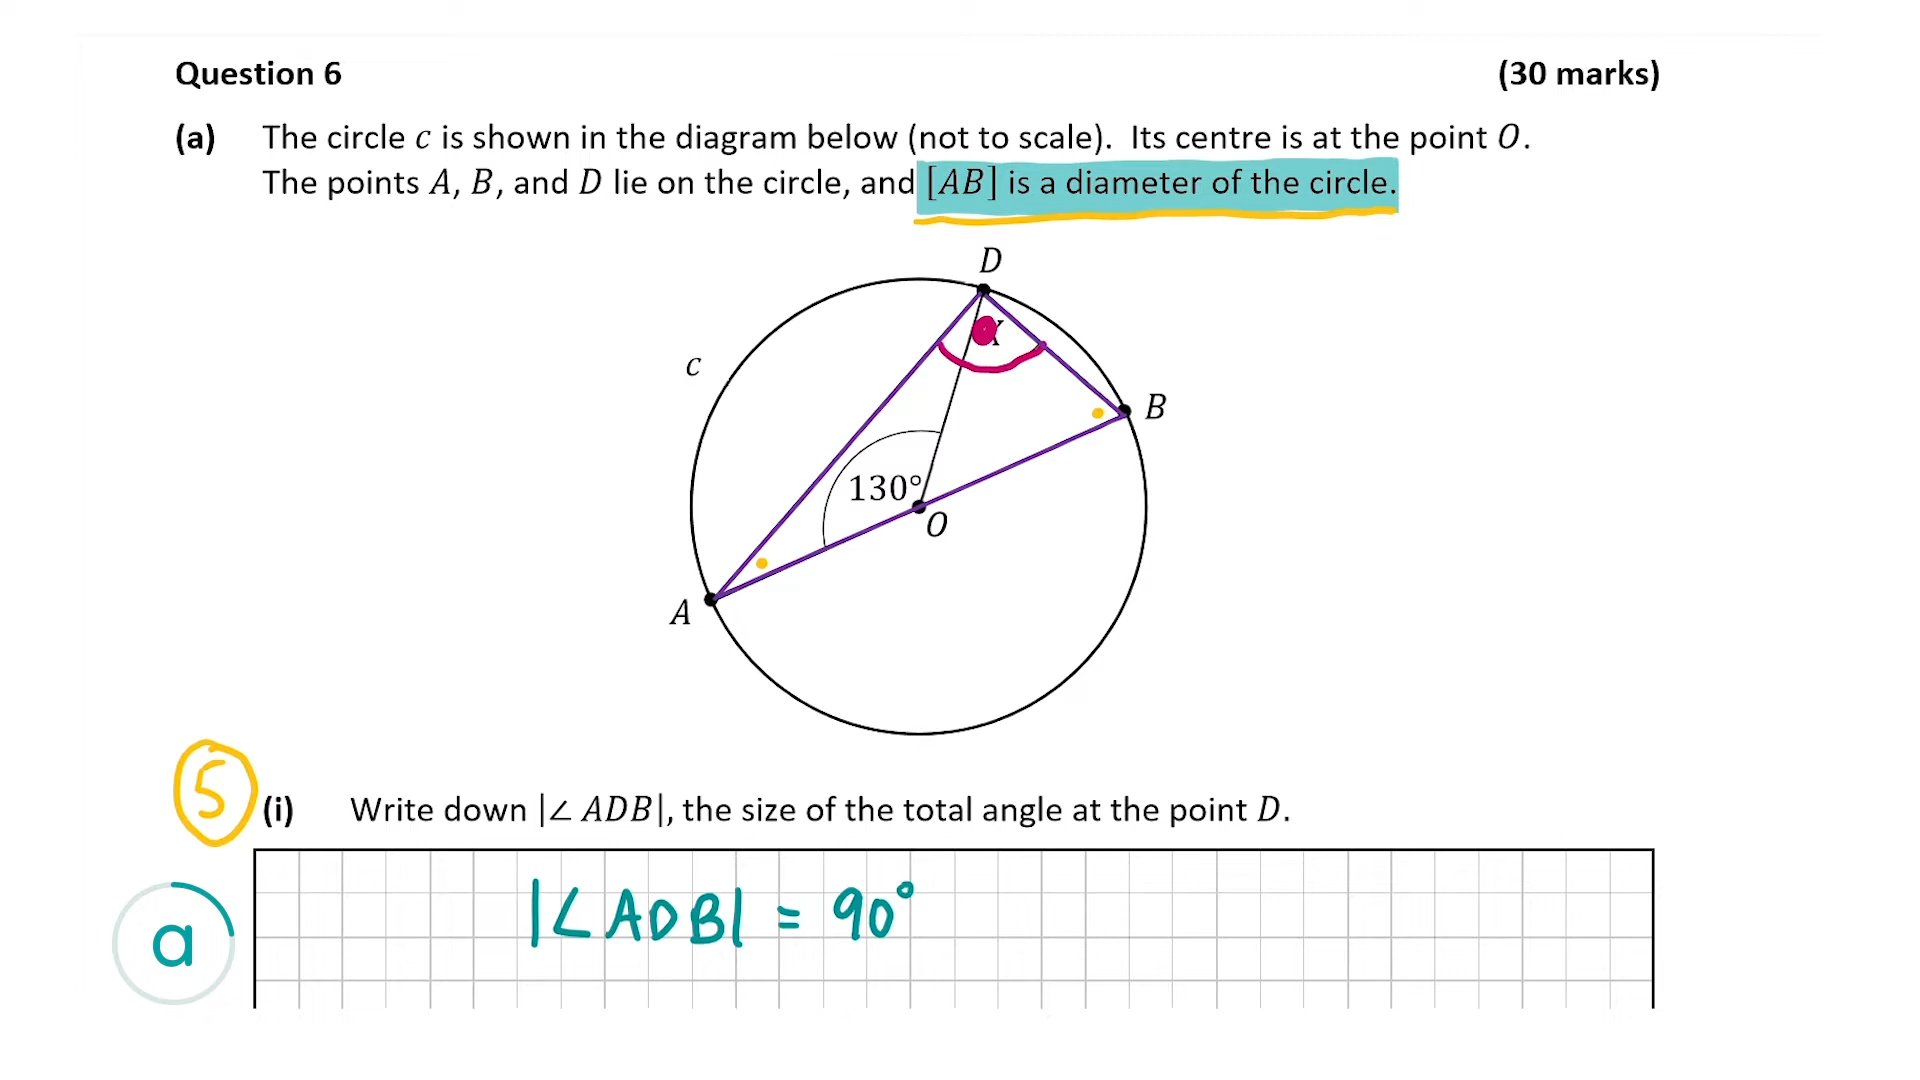 Question 6 (30 marks)
(a) The circle c is shown in the diagram below (not to scale). Its centre is at the point O.
The points A, B, and D lie on the circle, and [AB] is a diameter of the circle.
D
c
B
130°
O
A
5
(i) Write down |∠ ADB|, the size of the total angle at the point D.
|∠ ADB| = 90°
a